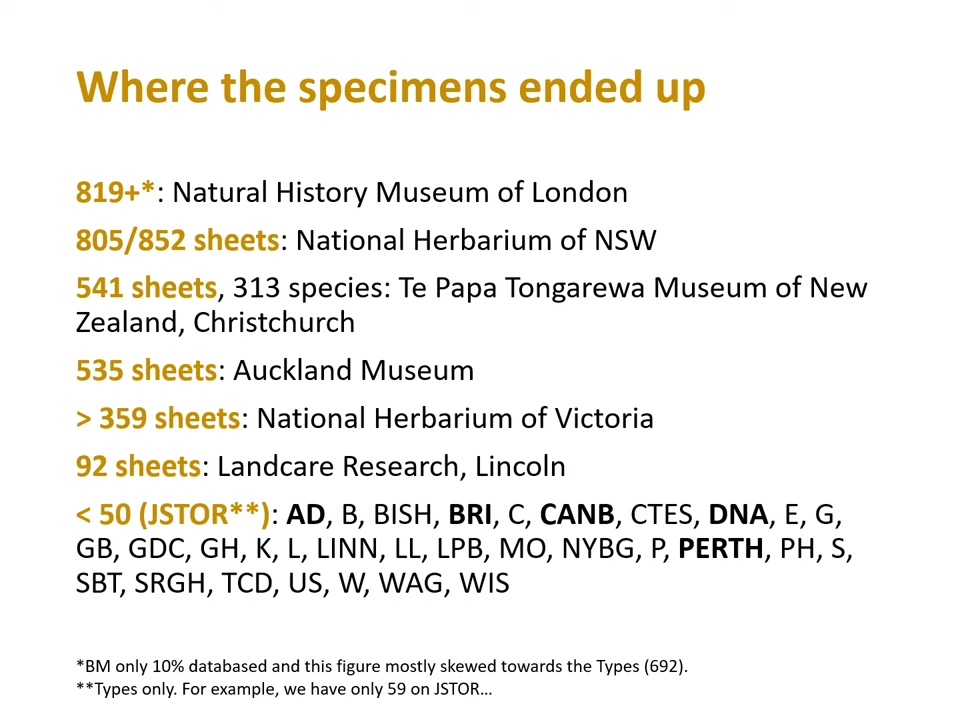 Where the specimens ended up
819+*: Natural History Museum of London
805/852 sheets: National Herbarium of NSW
541 sheets, 313 species: Te Papa Tongarewa Museum of New
Zealand, Christchurch
535 sheets: Auckland Museum
> 359 sheets: National Herbarium of Victoria
92 sheets: Landcare Research, Lincoln
< 50 (JSTOR**): AD, B, BISH, BRI, C, CANB, CTES, DNA, E, G,
GB, GDC, GH, K, L, LINN, LL, LPB, MO, NYBG, P, PERTH, PH, S,
SBT, SRGH, TCD, US, W, WAG, WIS
*BM only 10% databased and this figure mostly skewed towards the Types (692).
**Types only. For example, we have only 59 on JSTOR…